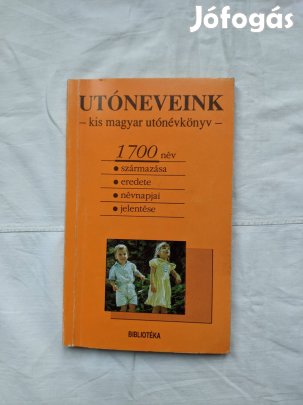 Jófogás
UTÓNEVEINK
– kis magyar utónévkönyv –
1700 név
• származása
• eredete
• névnapjai
• jelentése
BIBLIOTÉKA